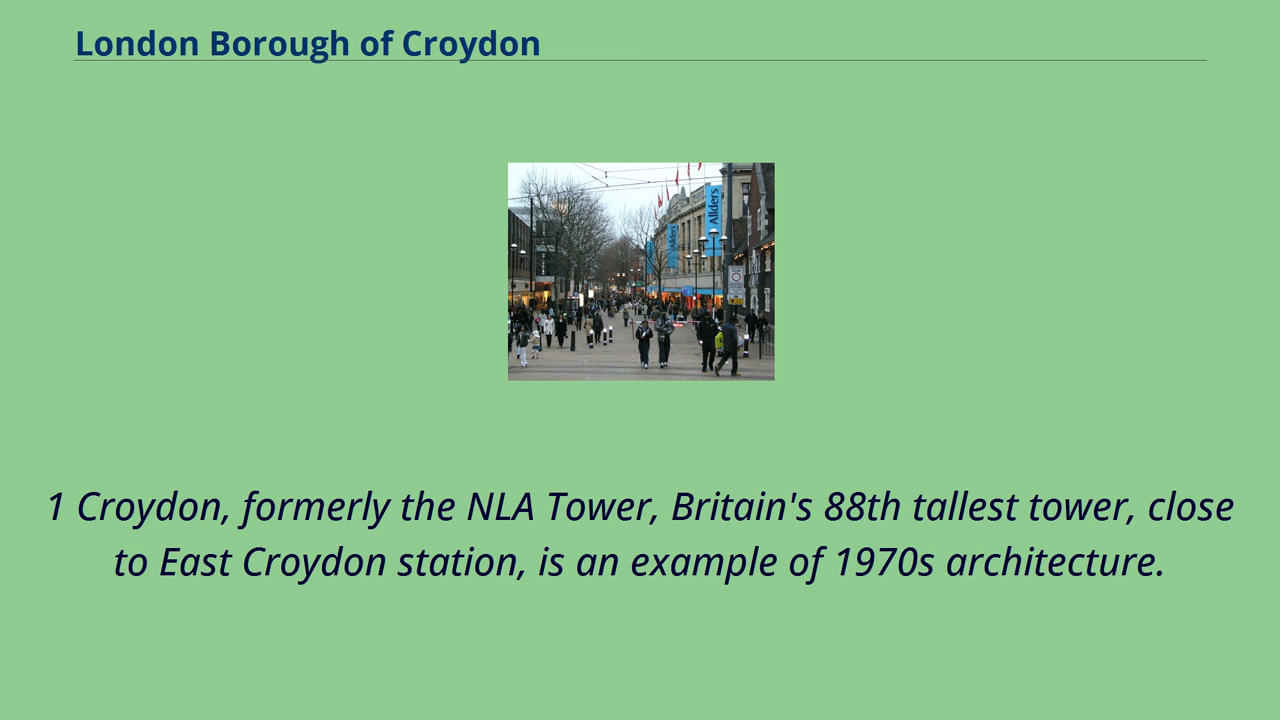 London Borough of Croydon
Allders
Allders
1 Croydon, formerly the NLA Tower, Britain's 88th tallest tower, close
to East Croydon station, is an example of 1970s architecture.